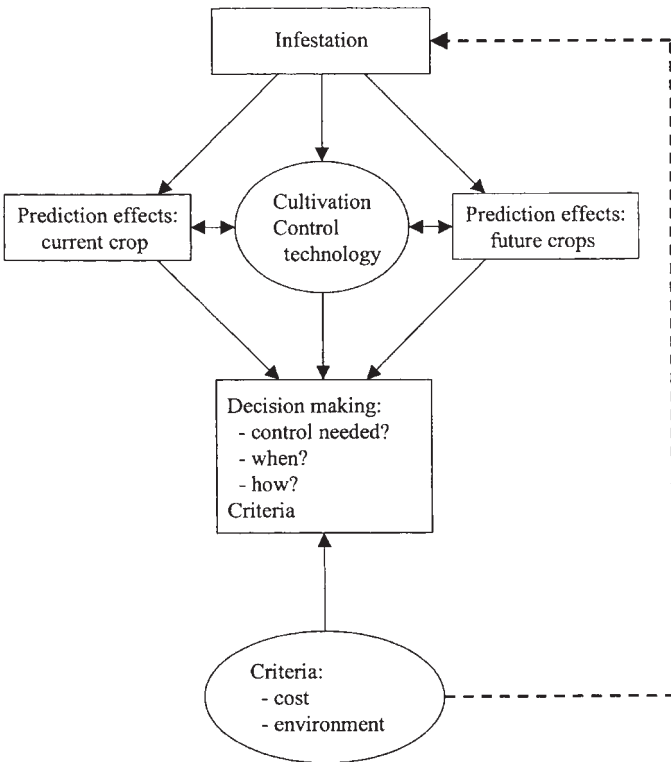 Infestation
Prediction effects:
current crop
Cultivation
Control
technology
Prediction effects:
future crops
Decision making:
- control needed?
- when?
- how?
Criteria
Criteria:
- cost
- environment